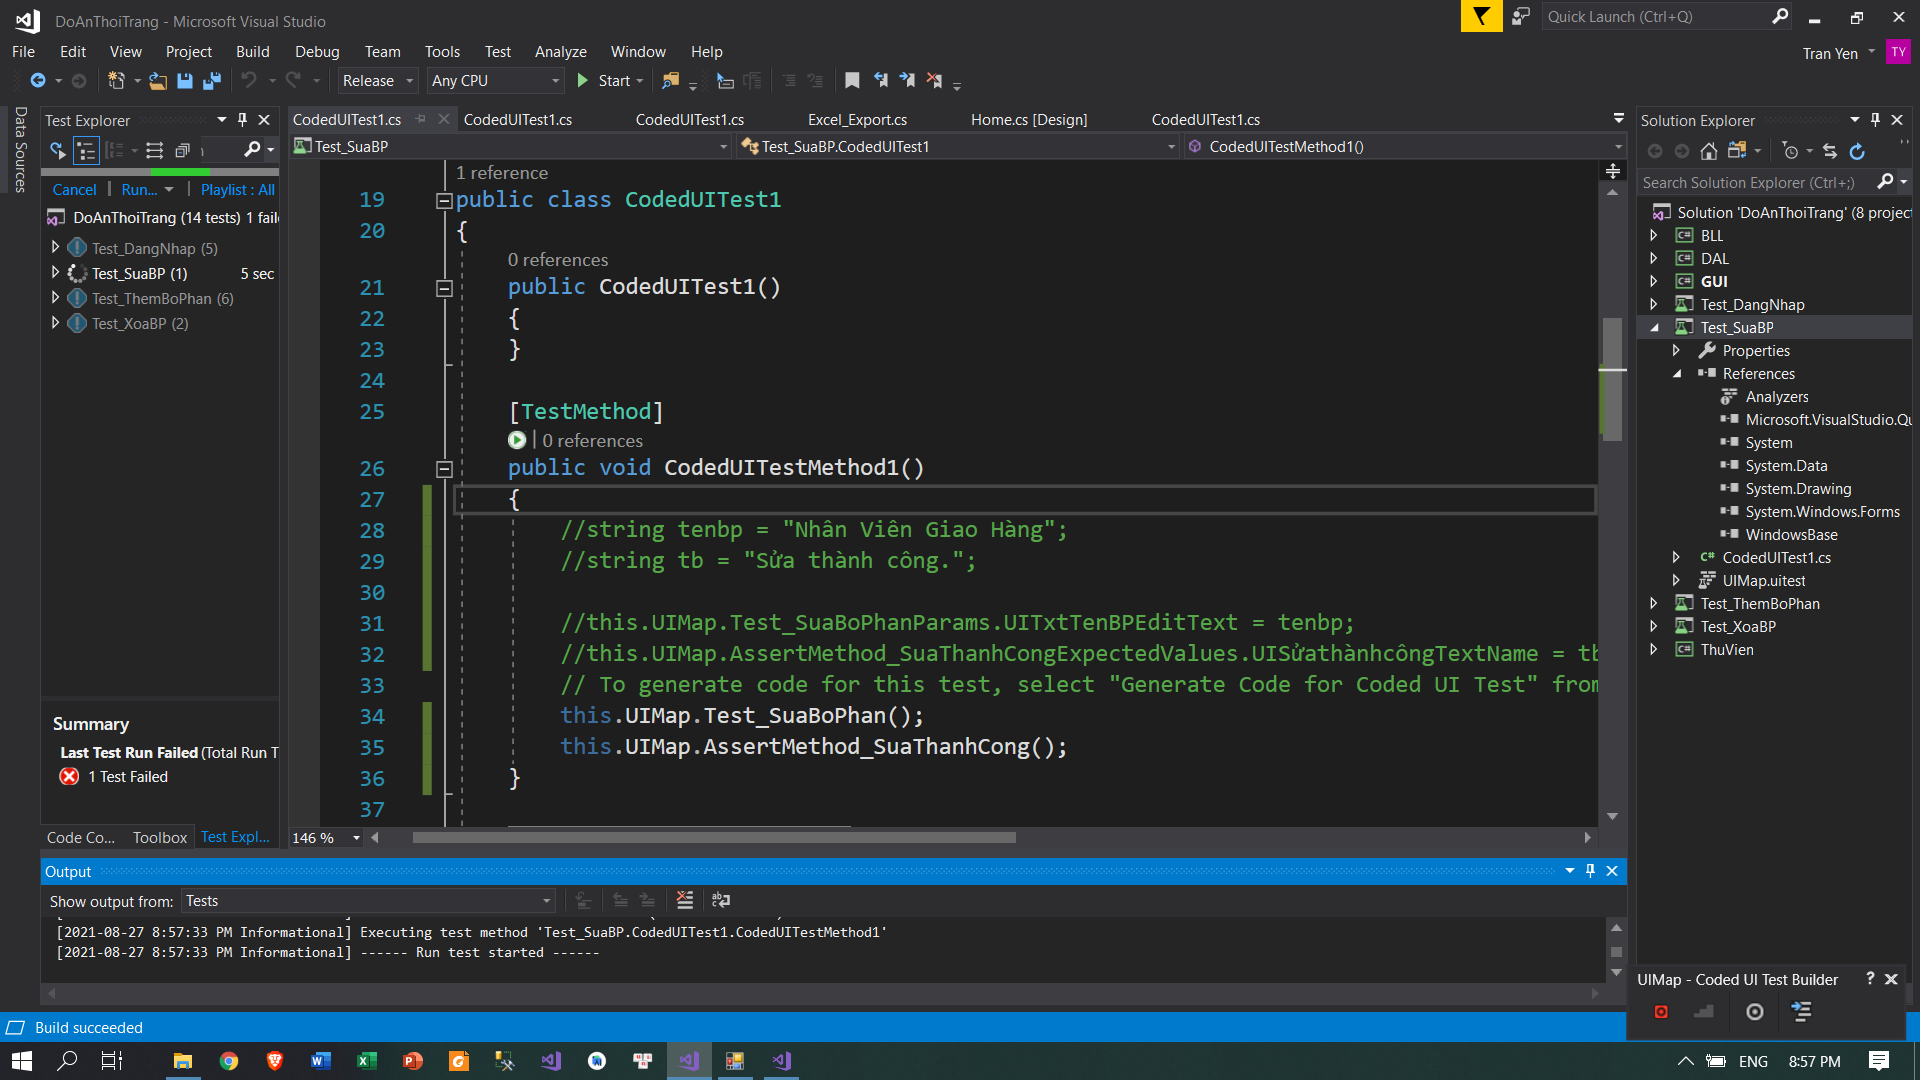 DoAnThoiTrang - Microsoft Visual Studio
Quick Launch (Ctrl+Q)
File Edit View Project Build Debug Team Tools Test Analyze Window Help
Tran Yen TY
Release Any CPU Start
Data Sources
Test Explorer
Cancel Run... Playlist : All
DoAnThoiTrang (14 tests) 1 faile
Test_DangNhap (5)
Test_SuaBP (1) 5 sec
Test_ThemBoPhan (6)
Test_XoaBP (2)
Summary
Last Test Run Failed (Total Run T
1 Test Failed
Code Co... Toolbox Test Expl...
CodedUITest1.cs CodedUITest1.cs CodedUITest1.cs Excel_Export.cs Home.cs [Design] CodedUITest1.cs
Test_SuaBP Test_SuaBP.CodedUITest1 CodedUITestMethod1()
1 reference
19 public class CodedUITest1
20 {
0 references
21 public CodedUITest1()
22 {
23 }
24
25 [TestMethod]
| 0 references
26 public void CodedUITestMethod1()
27 {
28 //string tenbp = "Nhân Viên Giao Hàng";
29 //string tb = "Sửa thành công.";
30
31 //this.UIMap.Test_SuaBoPhanParams.UITxtTenBPEditText = tenbp;
32 //this.UIMap.AssertMethod_SuaThanhCongExpectedValues.UISửathànhcôngTextName = tb
33 // To generate code for this test, select "Generate Code for Coded UI Test" from
34 this.UIMap.Test_SuaBoPhan();
35 this.UIMap.AssertMethod_SuaThanhCong();
36 }
37
146 %
Output
Show output from: Tests
[2021-08-27 8:57:33 PM Informational] Executing test method 'Test_SuaBP.CodedUITest1.CodedUITestMethod1'
[2021-08-27 8:57:33 PM Informational] ------ Run test started ------
Solution Explorer
Search Solution Explorer (Ctrl+;)
Solution 'DoAnThoiTrang' (8 project
C# BLL
C# DAL
C# GUI
Test_DangNhap
Test_SuaBP
Properties
References
Analyzers
Microsoft.VisualStudio.Qu
System
System.Data
System.Drawing
System.Windows.Forms
WindowsBase
C# CodedUITest1.cs
UIMap.uitest
Test_ThemBoPhan
Test_XoaBP
C# ThuVien
UIMap - Coded UI Test Builder ?
Build succeeded
ENG 8:57 PM